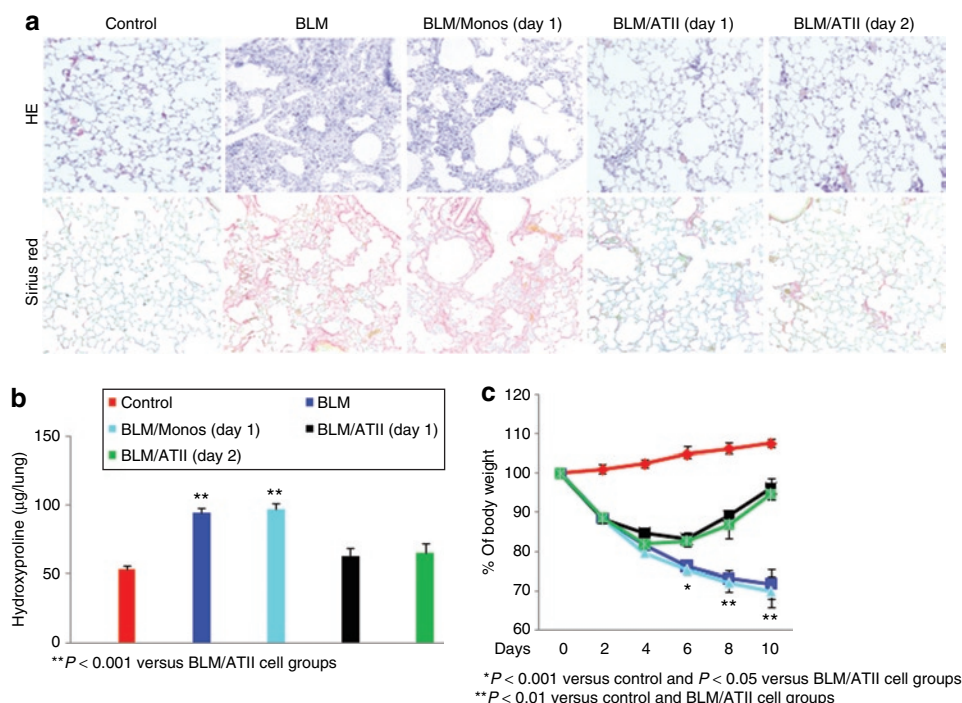 a
Control BLM BLM/Monos (day 1) BLM/ATII (day 1) BLM/ATII (day 2)
HE
Sirius red
b
Control BLM
BLM/Monos (day 1) BLM/ATII (day 1)
BLM/ATII (day 2)
Hydroxyproline (μg/lung)
150
100
50
0
** **
**P < 0.001 versus BLM/ATII cell groups
c
% Of body weight
120
110
100
90
80
70
60
* ** **
Days 0 2 4 6 8 10
*P < 0.001 versus control and P < 0.05 versus BLM/ATII cell groups
**P < 0.01 versus control and BLM/ATII cell groups